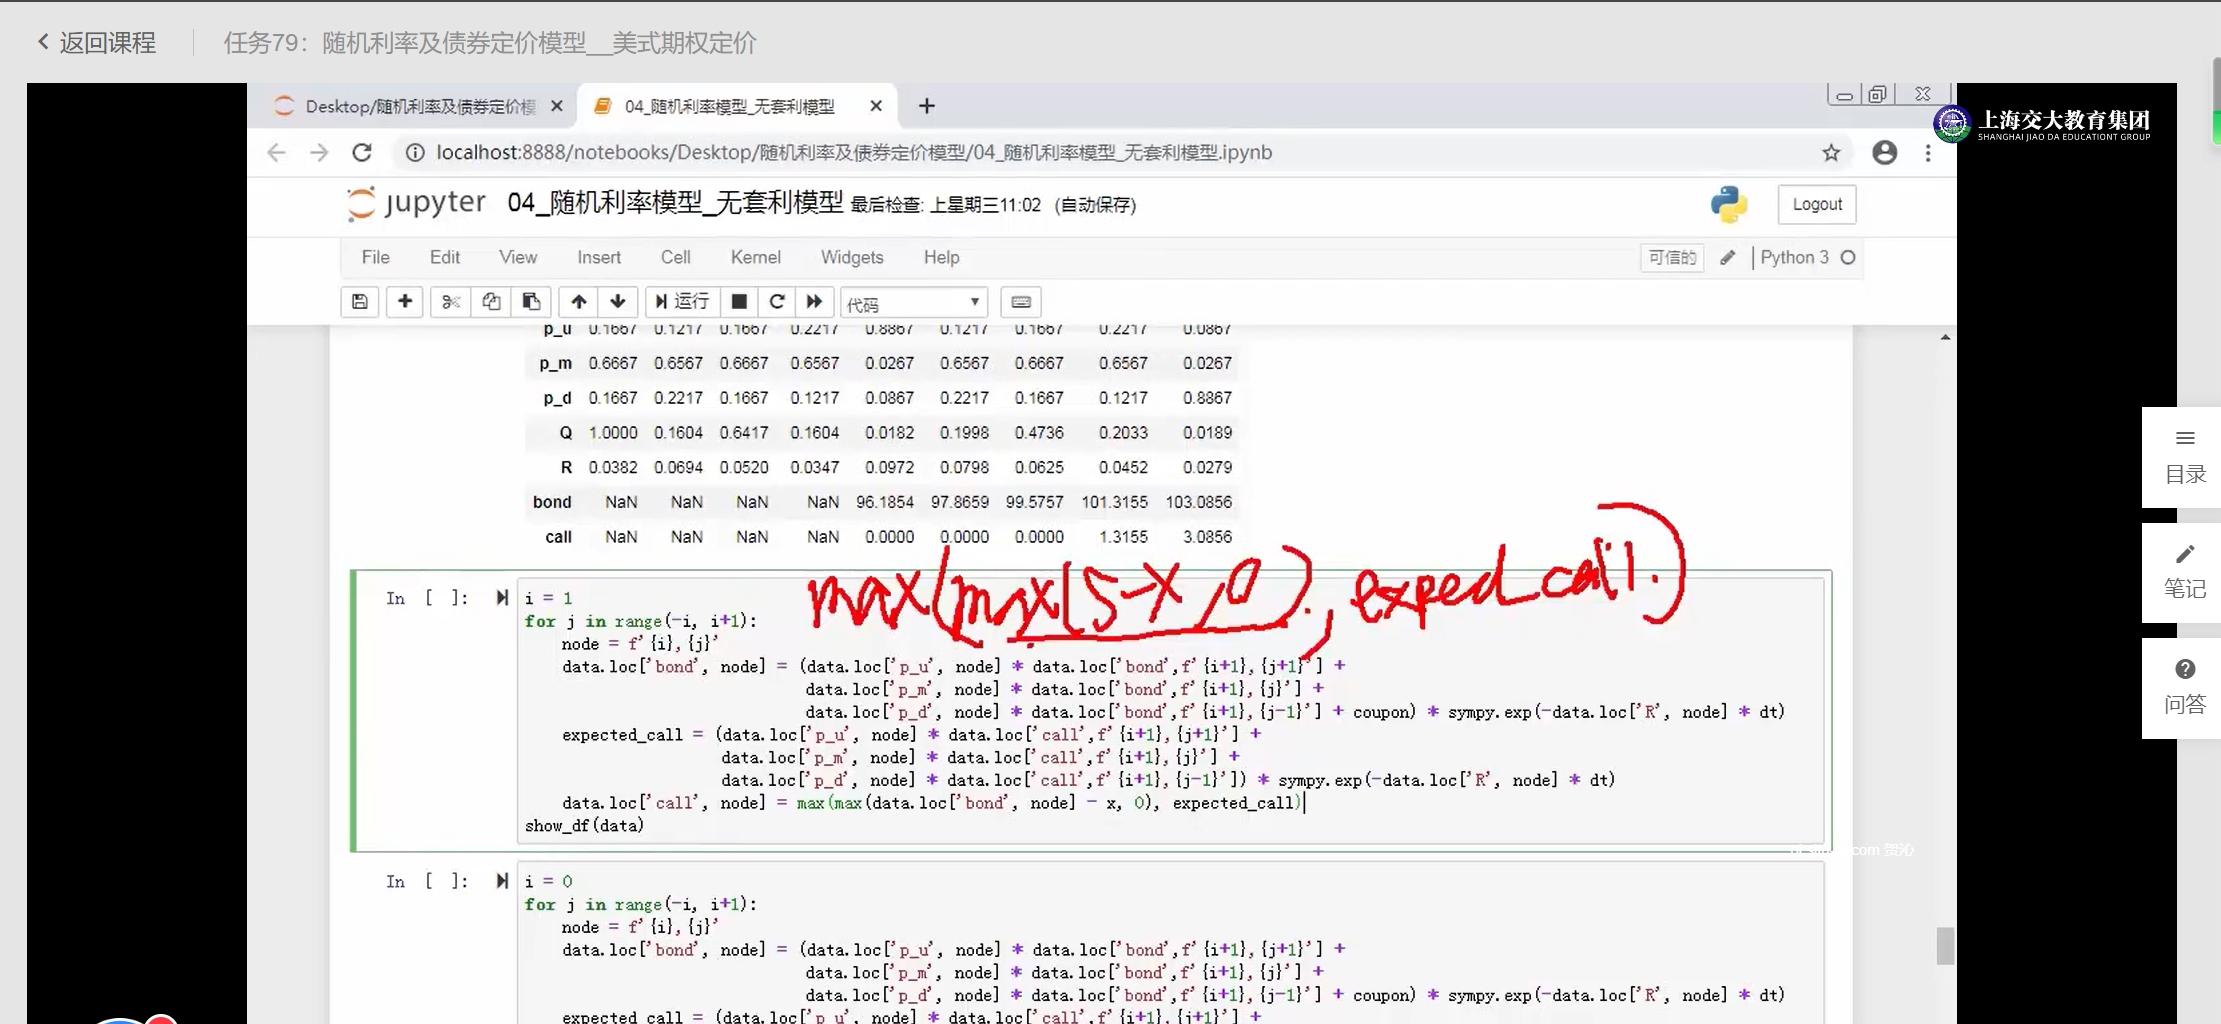 返回课程 任务79：随机利率及债券定价模型__美式期权定价
Desktop/随机利率及债券定价模 04_随机利率模型_无套利模型
上海交大教育集团
SHANGHAI JIAO DA EDUCATIONT GROUP
localhost:8888/notebooks/Desktop/随机利率及债券定价模型/04_随机利率模型_无套利模型.ipynb
jupyter 04_随机利率模型_无套利模型 最后检查: 上星期三11:02 (自动保存) Logout
File Edit View Insert Cell Kernel Widgets Help 可信的 Python 3
运行 代码
p_u 0.1667 0.1217 0.1667 0.2217 0.8867 0.1217 0.1667 0.2217 0.0867
p_m 0.6667 0.6567 0.6667 0.6567 0.0267 0.6567 0.6667 0.6567 0.0267
p_d 0.1667 0.2217 0.1667 0.1217 0.0867 0.2217 0.1667 0.1217 0.8867
Q 1.0000 0.1604 0.6417 0.1604 0.0182 0.1998 0.4736 0.2033 0.0189
R 0.0382 0.0694 0.0520 0.0347 0.0972 0.0798 0.0625 0.0452 0.0279
bond NaN NaN NaN NaN 96.1854 97.8659 99.5757 101.3155 103.0856
call NaN NaN NaN NaN 0.0000 0.0000 0.0000 1.3155 3.0856
max(max(S-X,0), exped_call)
In [ ]: i = 1
for j in range(-i, i+1):
node = f'{i},{j}'
data.loc['bond', node] = (data.loc['p_u', node] * data.loc['bond',f'{i+1},{j+1}'] +
data.loc['p_m', node] * data.loc['bond',f'{i+1},{j}'] +
data.loc['p_d', node] * data.loc['bond',f'{i+1},{j-1}'] + coupon) * sympy.exp(-data.loc['R', node] * dt)
expected_call = (data.loc['p_u', node] * data.loc['call',f'{i+1},{j+1}'] +
data.loc['p_m', node] * data.loc['call',f'{i+1},{j}'] +
data.loc['p_d', node] * data.loc['call',f'{i+1},{j-1}']) * sympy.exp(-data.loc['R', node] * dt)
data.loc['call', node] = max(max(data.loc['bond', node] - x, 0), expected_call)
show_df(data)
In [ ]: i = 0
for j in range(-i, i+1):
node = f'{i},{j}'
data.loc['bond', node] = (data.loc['p_u', node] * data.loc['bond',f'{i+1},{j+1}'] +
data.loc['p_m', node] * data.loc['bond',f'{i+1},{j}'] +
data.loc['p_d', node] * data.loc['bond',f'{i+1},{j-1}'] + coupon) * sympy.exp(-data.loc['R', node] * dt)
expected_call = (data.loc['p_u', node] * data.loc['call',f'{i+1},{j+1}'] +
目录
笔记
问答